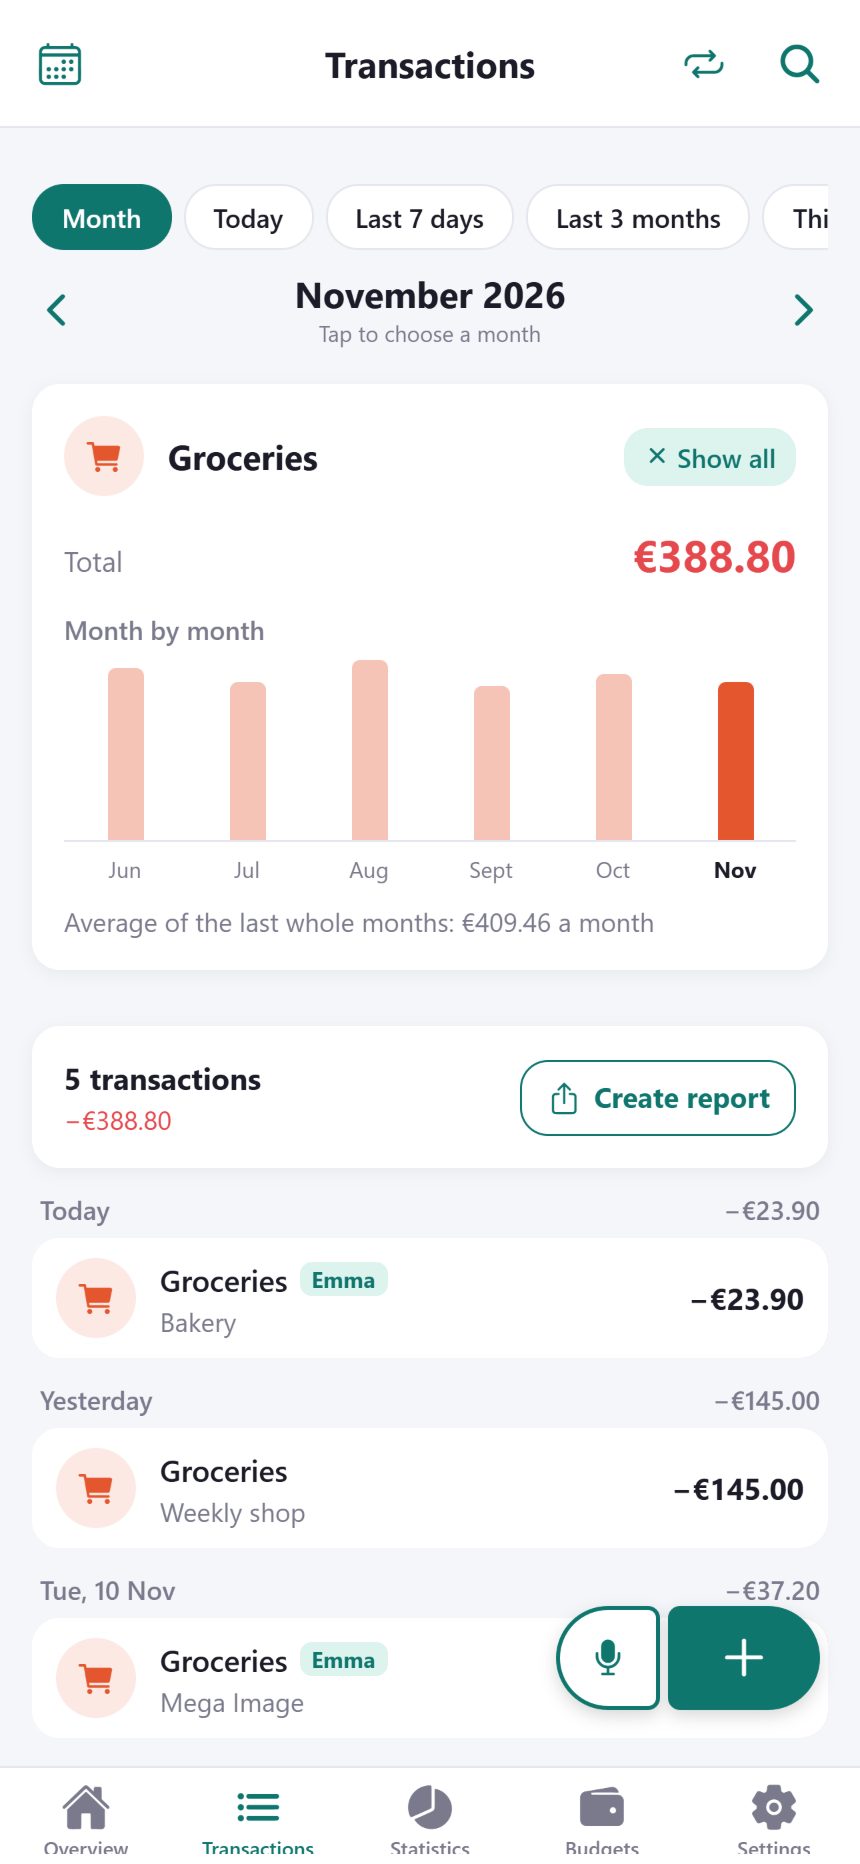 Transactions
Month
Today
Last 7 days
Last 3 months
Thi
November 2026
Tap to choose a month
Groceries
× Show all
Total
€388.80
Month by month
Jun
Jul
Aug
Sept
Oct
Nov
Average of the last whole months: €409.46 a month
5 transactions
−€388.80
Create report
Today
−€23.90
Groceries
Emma
Bakery
−€23.90
Yesterday
−€145.00
Groceries
Weekly shop
−€145.00
Tue, 10 Nov
−€37.20
Groceries
Emma
Mega Image
Overview
Transactions
Statistics
Budgets
Settings